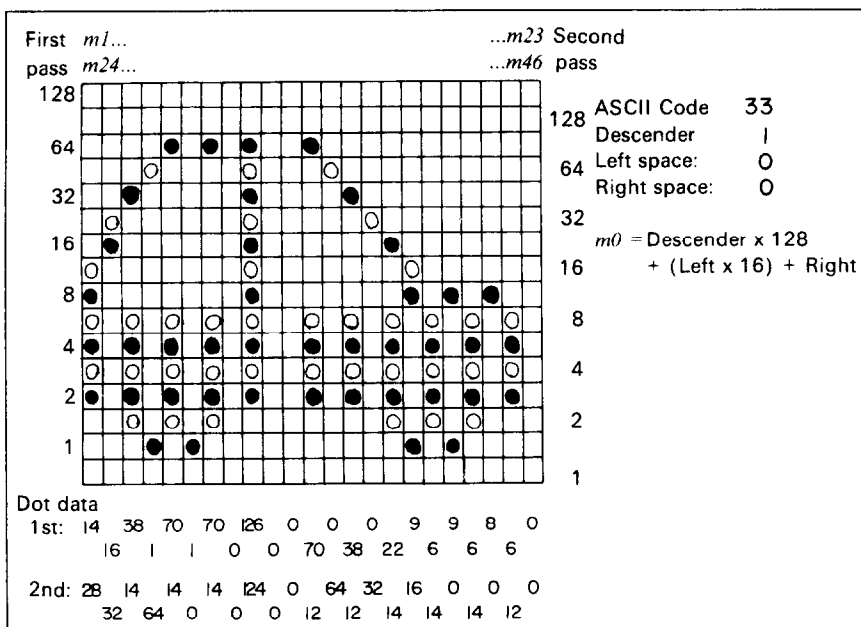 First m1... ...m23 Second
pass m24... ...m46 pass
128
128
64
64
32
32
16
16
8
8
4
4
2
2
1
1
ASCII Code 33
Descender 1
Left space: 0
Right space: 0
m0 = Descender x 128
+ (Left x 16) + Right
Dot data
1st: 14 38 70 70 126 0 0 0 9 9 8 0
16 1 1 0 0 70 38 22 6 6 6
2nd: 28 14 14 14 124 0 64 32 16 0 0 0
32 64 0 0 0 12 12 14 14 14 12